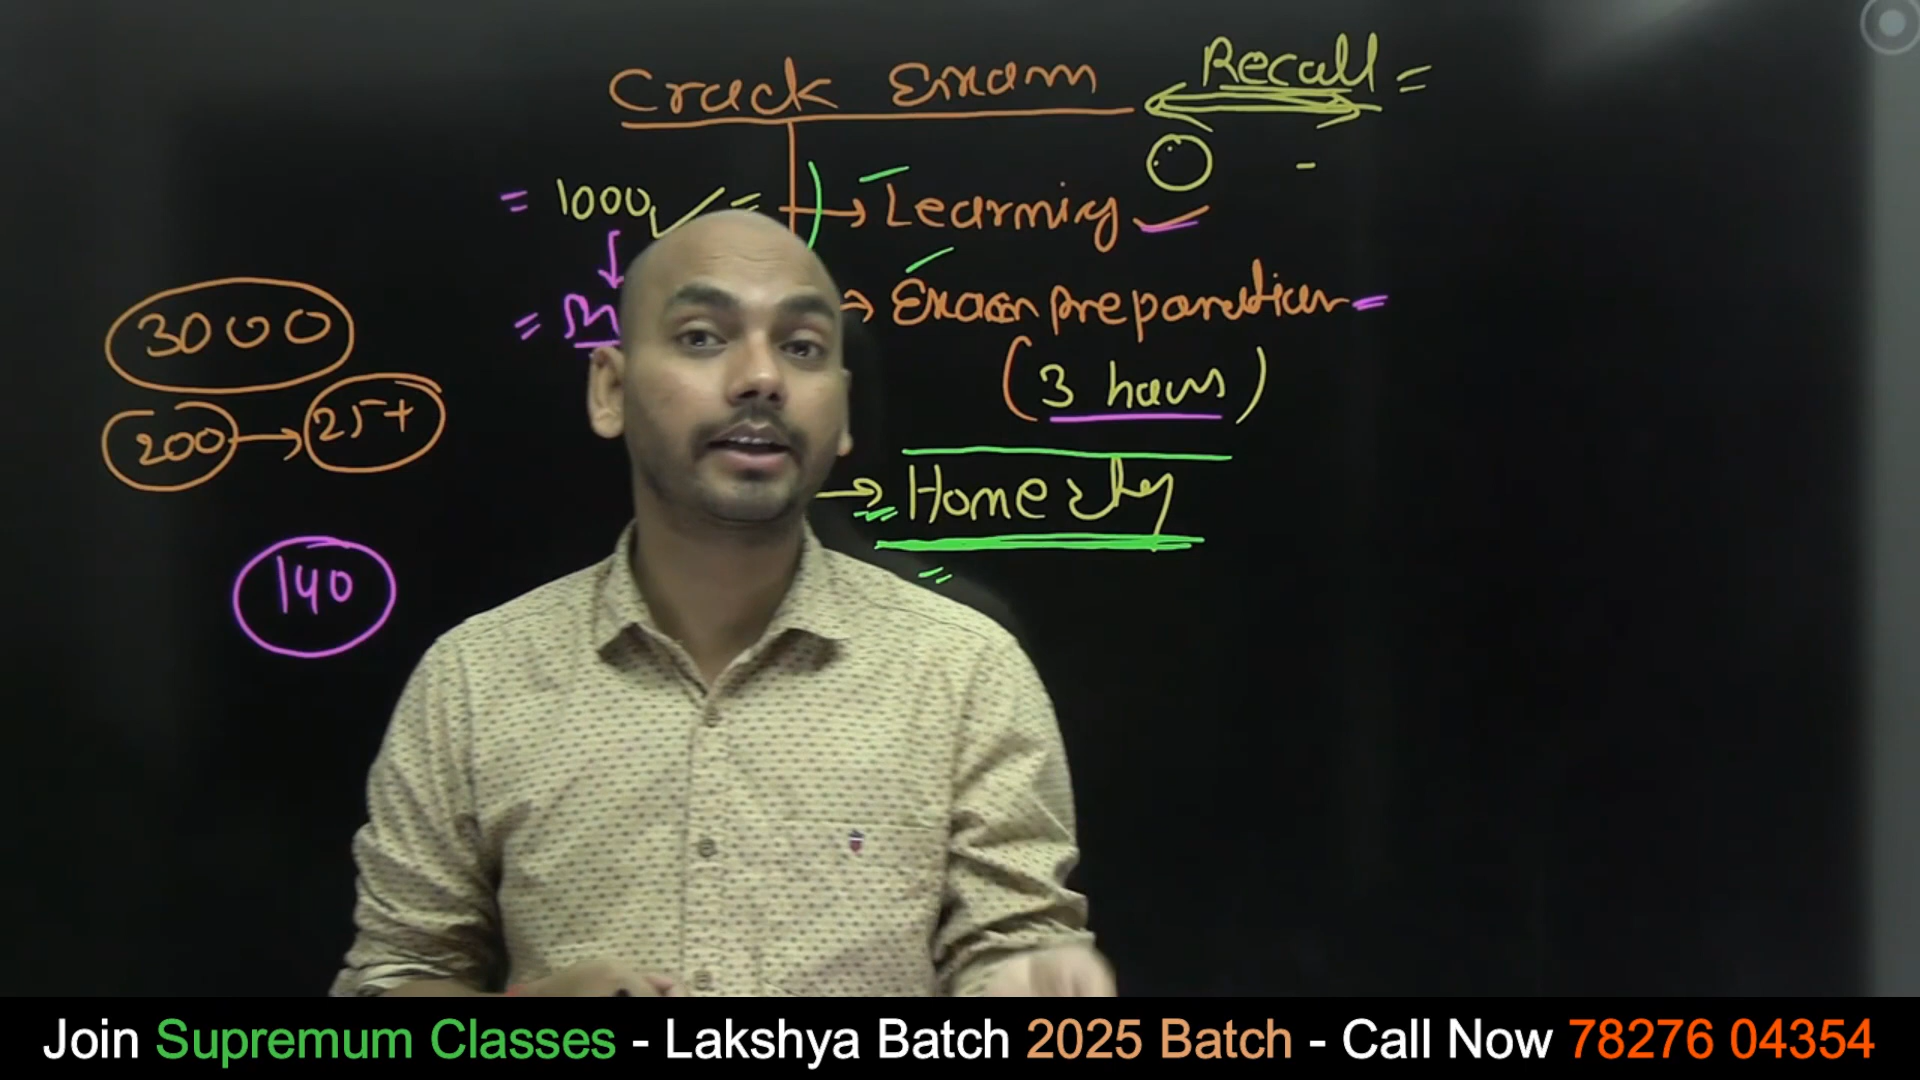 Recall =
Crack Exam
= 1000 =
Learning
3000
=
Exam preparation =
(3 hours)
200 → 25+
Home
140
Join Supremum Classes - Lakshya Batch 2025 Batch - Call Now 78276 04354